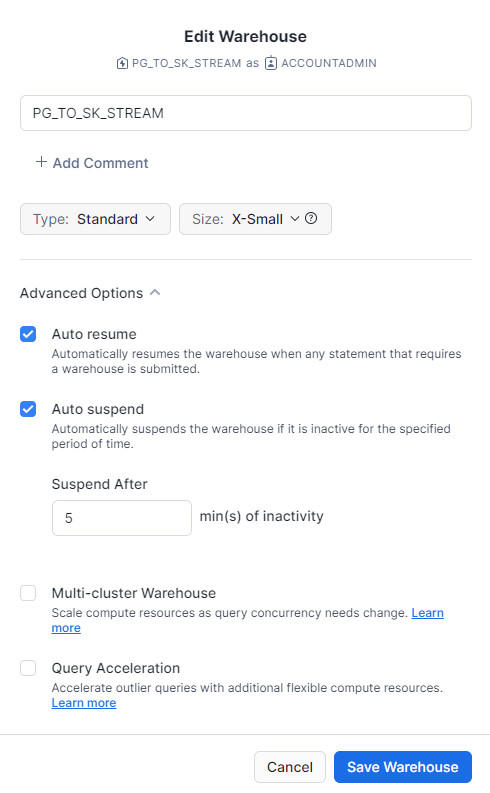 Edit Warehouse
PG_TO_SK_STREAM as ACCOUNTADMIN
PG_TO_SK_STREAM
+ Add Comment
Type: Standard Size: X-Small
Advanced Options
Auto resume
Automatically resumes the warehouse when any statement that requires
a warehouse is submitted.
Auto suspend
Automatically suspends the warehouse if it is inactive for the specified
period of time.
Suspend After
5 min(s) of inactivity
Multi-cluster Warehouse
Scale compute resources as query concurrency needs change. Learn
more
Query Acceleration
Accelerate outlier queries with additional flexible compute resources.
Learn more
Cancel Save Warehouse